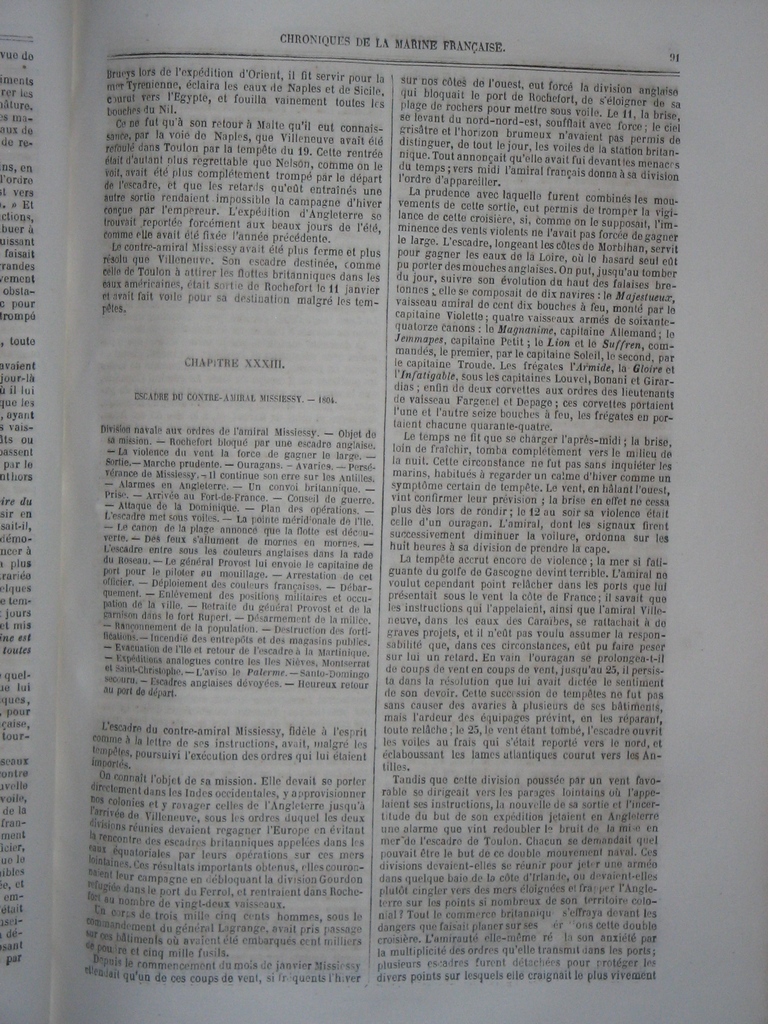 CHRONIQUES DE LA MARINE FRANÇAISE.
91
Brueys lors de l'expédition d'Orient, il fit servir pour la
mer Tyrenienne, éclaira les eaux de Naples et de Sicile,
courut vers l'Egypte, et fouilla vainement toutes les
bouches du Nil.
Ce ne fut qu'à son retour à Malte qu'il eut connais-
sance, par la voie de Naples, que Villeneuve avait été
refoulé dans Toulon par la tempête du 19. Cette rentrée
était d'autant plus regrettable que Nelson, comme on le
voit, avait été plus complétement trompé par le départ
de l'escadre, et que les retards qu'eût entraînés une
autre sortie rendaient impossible la campagne d'hiver
conçue par l'empereur. L'expédition d'Angleterre se
trouvait reportée forcément aux beaux jours de l'été,
comme elle avait été fixée l'année précédente.
Le contre-amiral Missiessy avait été plus ferme et plus
résolu que Villeneuve. Son escadre destinée, comme
celle de Toulon à attirer les flottes britanniques dans les
eaux américaines, était sortie de Rochefort le 11 janvier
et avait fait voile pour sa destination malgré les tem-
pêtes.
CHAPITRE XXXIII.
ESCADRE DU CONTRE-AMIRAL MISSIESSY. — 1804.
Division navale aux ordres de l'amiral Missiessy. — Objet de
sa mission. — Rochefort bloqué par une escadre anglaise.
— La violence du vent la force de gagner le large. —
Sortie. — Marche prudente. — Ouragans. — Avaries. — Persé-
vérance de Missiessy. — Il continue son erre sur les Antilles.
— Alarmes en Angleterre. — Un convoi britannique. —
Prise. — Arrivée au Fort-de-France. — Conseil de guerre.
— Attaque de la Dominique. — Plan des opérations. —
L'escadre met sous voiles. — La pointe méridionale de l'île.
— Le canon de la plage annonce que la flotte est décou-
verte. — Des feux s'allument de mornes en mornes. —
L'escadre entre sous les couleurs anglaises dans la rade
du Roseau. — Le général Provost lui envoie le capitaine de
port pour le piloter au mouillage. — Arrestation de cet
officier. — Déploiement des couleurs françaises. — Débar-
quement. — Enlèvement des positions militaires et occu-
pation de la ville. — Retraite du général Provost et de la
garnison dans le fort Rupert. — Désarmement de la milice.
— Rançonnement de la population. — Destruction des forti-
fications. — Incendie des entrepôts et des magasins publics.
— Evacuation de l'île et retour de l'escadre à la Martinique.
— Expéditions analogues contre les îles Nièves, Montserrat
et Saint-Christophe. — L'aviso le Palerme. — Santo-Domingo
secouru. — Escadres anglaises dévoyées. — Heureux retour
au port de départ.
L'escadre du contre-amiral Missiessy, fidèle à l'esprit
comme à la lettre de ses instructions, avait, malgré les
tempêtes, poursuivi l'exécution des ordres qui lui étaient
importés.
On connaît l'objet de sa mission. Elle devait se porter
directement dans les Indes occidentales, y approvisionner
nos colonies et y ravager celles de l'Angleterre jusqu'à
l'arrivée de Villeneuve, sous les ordres duquel les deux
divisions réunies devaient regagner l'Europe en évitant
la rencontre des escadres britanniques appelées dans les
eaux équatoriales par leurs opérations sur ces mers
lointaines. Ces résultats importants obtenus, elles couron-
naient leur campagne en débloquant la division Gourdon
réfugiée dans le port du Ferrol, et rentraient dans Roche-
fort au nombre de vingt-deux vaisseaux.
Un corps de trois mille cinq cents hommes, sous le
commandement du général Lagrange, avait pris passage
sur ces bâtiments où avaient été embarqués cent milliers
de poudre et cinq mille fusils.
Depuis le commencement du mois de janvier Missiessy
attendait qu'un de ces coups de vent, si fréquents l'hiver
sur nos côtes de l'ouest, eut forcé la division anglaise
qui bloquait le port de Rochefort, de s'éloigner de sa
plage de rochers pour mettre sous voile. Le 11, la brise,
se levant du nord-nord-est, soufflait avec force; le ciel
grisâtre et l'horizon brumeux n'avaient pas permis de
distinguer, de tout le jour, les voiles de la station britan-
nique. Tout annonçait qu'elle avait fui devant les menaces
du temps; vers midi l'amiral français donna à sa division
l'ordre d'appareiller.
La prudence avec laquelle furent combinés les mou-
vements de cette sortie, eut permis de tromper la vigi-
lance de cette croisière, si, comme on le supposait, l'im-
minence des vents violents ne l'avait pas forcée de gagner
le large. L'escadre, longeant les côtes de Morbihan, servit
pour gagner les eaux de la Loire, où le hasard seul eût
pu porter des mouches anglaises. On put, jusqu'au tomber
du jour, suivre son évolution du haut des falaises bre-
tonnes; elle se composait de dix navires : le Majestueux,
vaisseau amiral de cent dix bouches à feu, monté par le
capitaine Violette; quatre vaisseaux armés de soixante-
quatorze canons : le Magnanime, capitaine Allemand; le
Jemmapes, capitaine Petit; le Lion et le Suffren, com-
mandés, le premier, par le capitaine Soleil, le second, par
le capitaine Troude. Les frégates l'Armide, la Gloire et
l'Infatigable, sous les capitaines Louvel, Bonani et Girar-
dias; enfin de deux corvettes aux ordres des lieutenants
de vaisseau Fargenel et Depage; ces corvettes portaient
l'une et l'autre seize bouches à feu, les frégates en por-
taient chacune quarante-quatre.
Le temps ne fit que se charger l'après-midi; la brise,
loin de fraîchir, tomba complétement vers le milieu de
la nuit. Cette circonstance ne fut pas sans inquiéter les
marins, habitués à regarder un calme d'hiver comme un
symptôme certain de tempête. Le vent, en hâlant l'ouest,
vint confirmer leur prévision; la brise en effet ne cessa
plus dès lors de rondir; le 12 au soir sa violence était
celle d'un ouragan. L'amiral, dont les signaux firent
successivement diminuer la voilure, ordonna sur les
huit heures à sa division de prendre la cape.
La tempête accrut encore de violence; la mer si fati-
guante du golfe de Gascogne devint terrible. L'amiral ne
voulut cependant point relâcher dans les ports que lui
présentait sous le vent la côte de France; il savait que
les instructions qui l'appelaient, ainsi que l'amiral Ville-
neuve, dans les eaux des Caraïbes, se rattachait à de
graves projets, et il n'eût pas voulu assumer la respon-
sabilité que, dans ces circonstances, eût pu faire peser
sur lui un retard. En vain l'ouragan se prolongea-t-il
de coups de vent en coups de vent, jusqu'au 25, il persis-
ta dans la résolution que lui avait dictée le sentiment
de son devoir. Cette succession de tempêtes ne fut pas
sans causer des avaries à plusieurs de ses bâtiments,
mais l'ardeur des équipages prévint, en les réparant,
toute relâche; le 25, le vent étant tombé, l'escadre ouvrit
les voiles au frais qui s'était reporté vers le nord, et
éclaboussant les lames atlantiques courut vers les An-
tilles.
Tandis que cette division poussée par un vent favo-
rable se dirigeait vers les parages lointains où l'appe-
laient ses instructions, la nouvelle de sa sortie et l'incer-
titude du but de son expédition jetaient en Angleterre
une alarme que vint redoubler le bruit de la mise en
mer de l'escadre de Toulon. Chacun se demandait quel
pouvait être le but de ce double mouvement naval. Ces
divisions devaient-elles se réunir pour jeter une armée
dans quelque baie de la côte d'Irlande, ou devaient-elles
plutôt cingler vers des mers éloignées et frapper l'Angle-
terre sur les points si nombreux de son territoire colo-
nial? Tout le commerce britannique s'effraya devant les
dangers que faisait planer sur ses cette double
croisière. L'amirauté elle-même son anxiété par
la multiplicité des ordres qu'elle transmit dans les ports;
plusieurs escadres furent détachées pour protéger les
divers points sur lesquels elle craignait le plus vivement